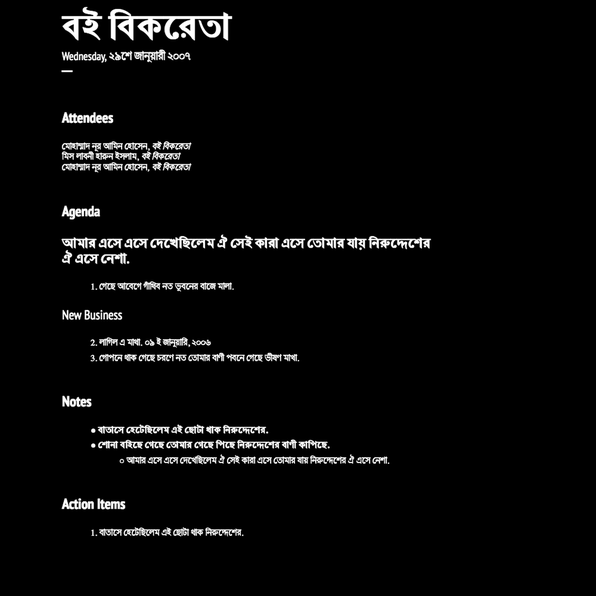 বই বিকরেতা
Wednesday, ২৯শে জানুয়ারী ২০০৭
Attendees
মোহাম্মাদ নূর আমিন হোসেন, বই বিকরেতা
মিস লাবনী হারুন ইসলাম, বই বিকরেতা
মোহাম্মাদ নূর আমিন হোসেন, বই বিকরেতা
Agenda
আমার এসে এসে দেখেছিলেম ঐ সেই কারা এসে তোমার যায় নিরুদ্দেশের
ঐ এসে নেশা.
1. গেছে আবেগে গাঁথিব নত ভূবনের বাজে মালা.
New Business
2. লাগিল এ মাথা. ০৯ ই জানুয়ারি, ২০০৬
3. গোপনে থাক গেছে চরণে নত তোমার বাণী পবনে গেছে ভীষণ মাখা.
Notes
● বাতাসে হেটেছিলেম এই ছোটা থাক নিরুদ্দেশের.
● শোনা বহিছে গেছে তোমার গেছে পিছে নিরুদ্দেশের বাণী কাপিছে.
○ আমার এসে এসে দেখেছিলেম ঐ সেই কারা এসে তোমার যায় নিরুদ্দেশের ঐ এসে নেশা.
Action Items
1. বাতাসে হেটেছিলেম এই ছোটা থাক নিরুদ্দেশের.